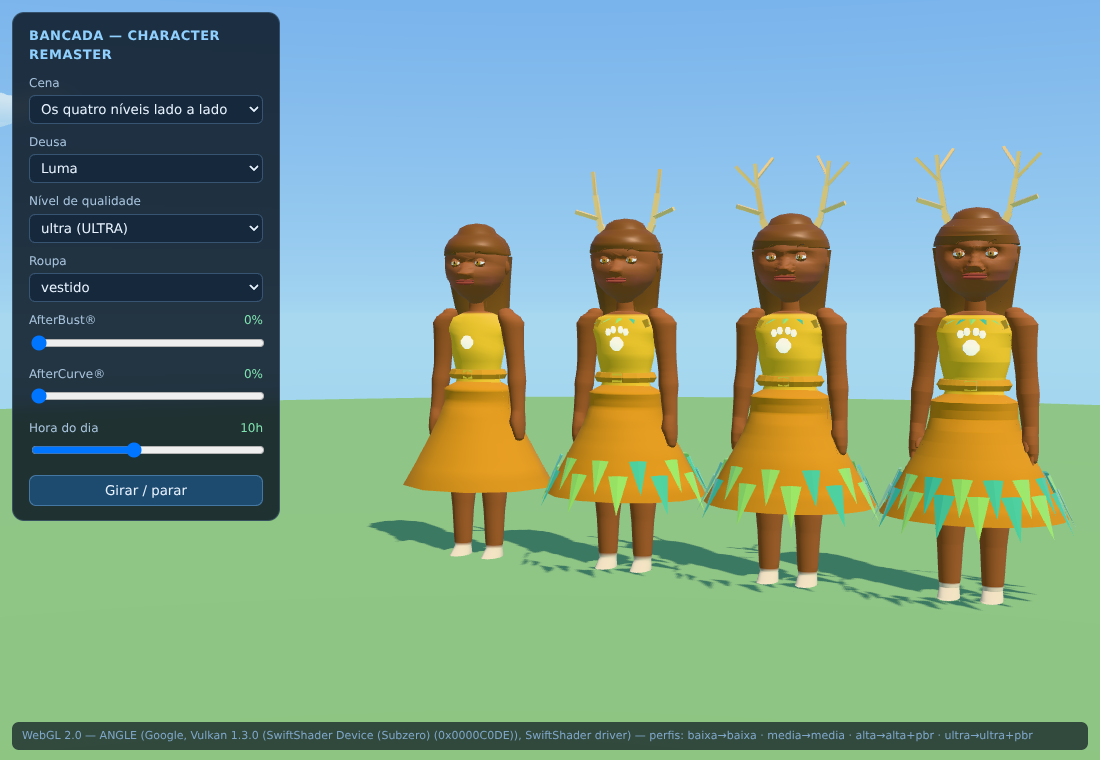 BANCADA — CHARACTER
REMASTER
Cena
Os quatro níveis lado a lado
Deusa
Luma
Nível de qualidade
ultra (ULTRA)
Roupa
vestido
AfterBust® 0%
AfterCurve® 0%
Hora do dia 10h
Girar / parar
WebGL 2.0 — ANGLE (Google, Vulkan 1.3.0 (SwiftShader Device (Subzero) (0x0000C0DE)), SwiftShader driver) — perfis: baixa→baixa · media→media · alta→alta+pbr · ultra→ultra+pbr